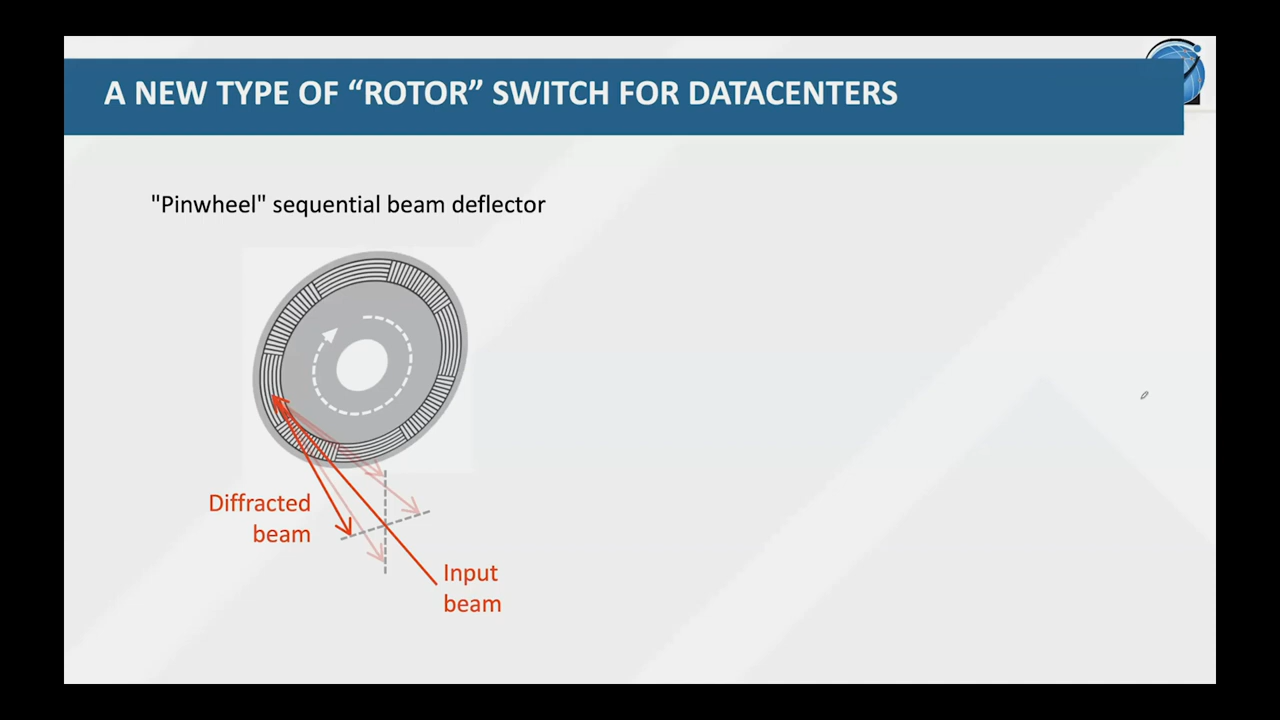 A NEW TYPE OF “ROTOR” SWITCH FOR DATACENTERS
"Pinwheel" sequential beam deflector
Diffracted
beam
Input
beam